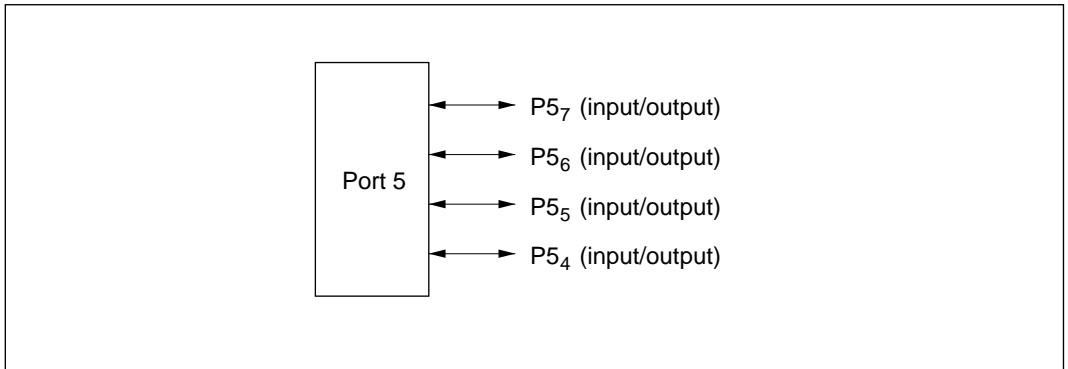 P5₇ (input/output)
P5₆ (input/output)
Port 5
P5₅ (input/output)
P5₄ (input/output)